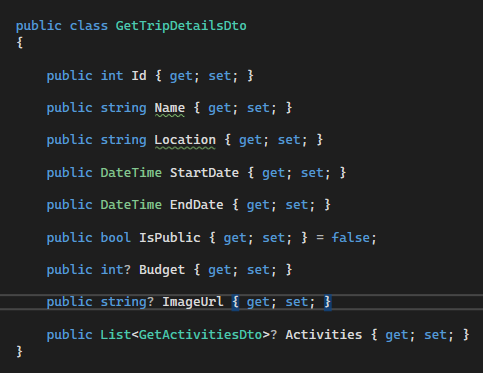 public class GetTripDetailsDto
{
public int Id { get; set; }
public string Name { get; set; }
public string Location { get; set; }
public DateTime StartDate { get; set; }
public DateTime EndDate { get; set; }
public bool IsPublic { get; set; } = false;
public int? Budget { get; set; }
public string? ImageUrl { get; set; }
public List<GetActivitiesDto>? Activities { get; set; }
}